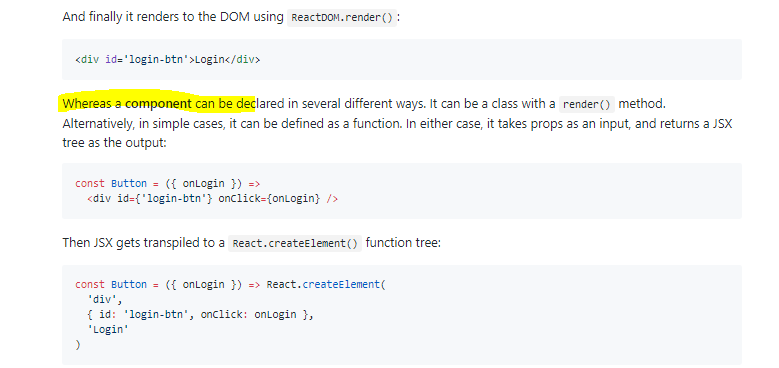 And finally it renders to the DOM using ReactDOM.render():
<div id='login-btn'>Login</div>
Whereas a component can be declared in several different ways. It can be a class with a render() method.
Alternatively, in simple cases, it can be defined as a function. In either case, it takes props as an input, and returns a JSX
tree as the output:
const Button = ({ onLogin }) =>
  <div id={'login-btn'} onClick={onLogin} />
Then JSX gets transpiled to a React.createElement() function tree:
const Button = ({ onLogin }) => React.createElement(
  'div',
  { id: 'login-btn', onClick: onLogin },
  'Login'
)